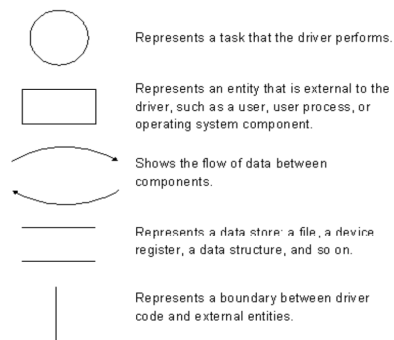 Represents a task that the driver performs.
Represents an entity that is external to the
driver, such as a user, user process, or
operating system component.
Shows the flow of data between
components.
Represents a data store: a file, a device
register, a data structure, and so on.
Represents a boundary between driver
code and external entities.